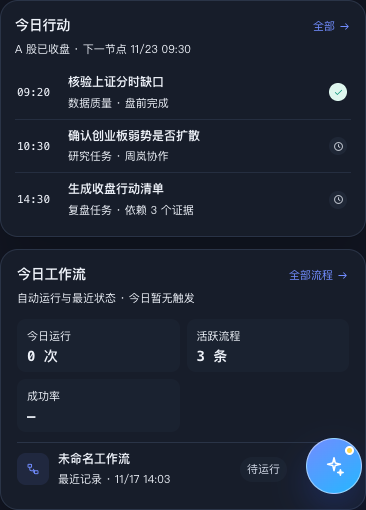 今日行动
全部 →
A 股已收盘 · 下一节点 11/23 09:30
09:20
核验上证分时缺口
数据质量 · 盘前完成
10:30
确认创业板弱势是否扩散
研究任务 · 周岚协作
14:30
生成收盘行动清单
复盘任务 · 依赖 3 个证据
今日工作流
全部流程 →
自动运行与最近状态 · 今日暂无触发
今日运行
0 次
活跃流程
3 条
成功率
—
未命名工作流
最近记录 · 11/17 14:03
待运行